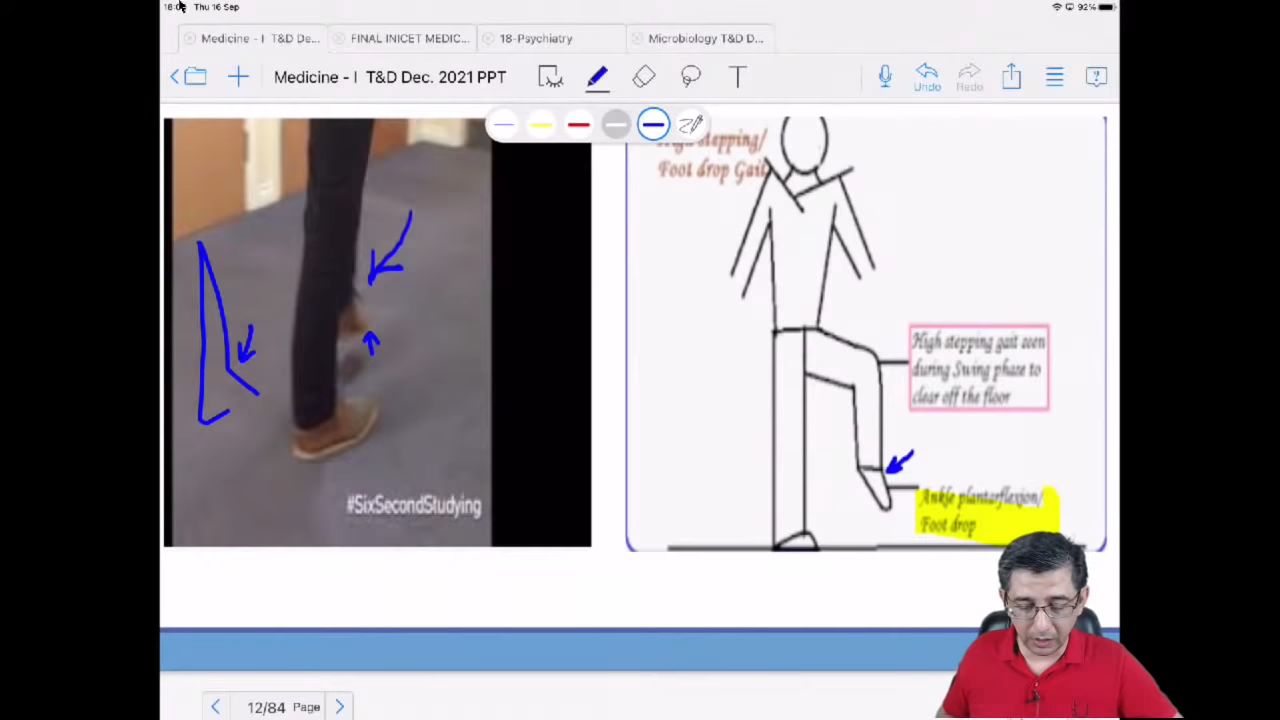 Thu 16 Sep
92%
Medicine - I T&D De...
FINAL INICET MEDIC...
18-Psychiatry
Microbiology T&D D...
Medicine - I T&D Dec. 2021 PPT
T
Undo
Redo
stepping/
Foot drop Gait
High stepping gait seen
during Swing phase to
clear off the floor
Ankle plantarflexion/
Foot drop
#SixSecondStudying
12/84 Page